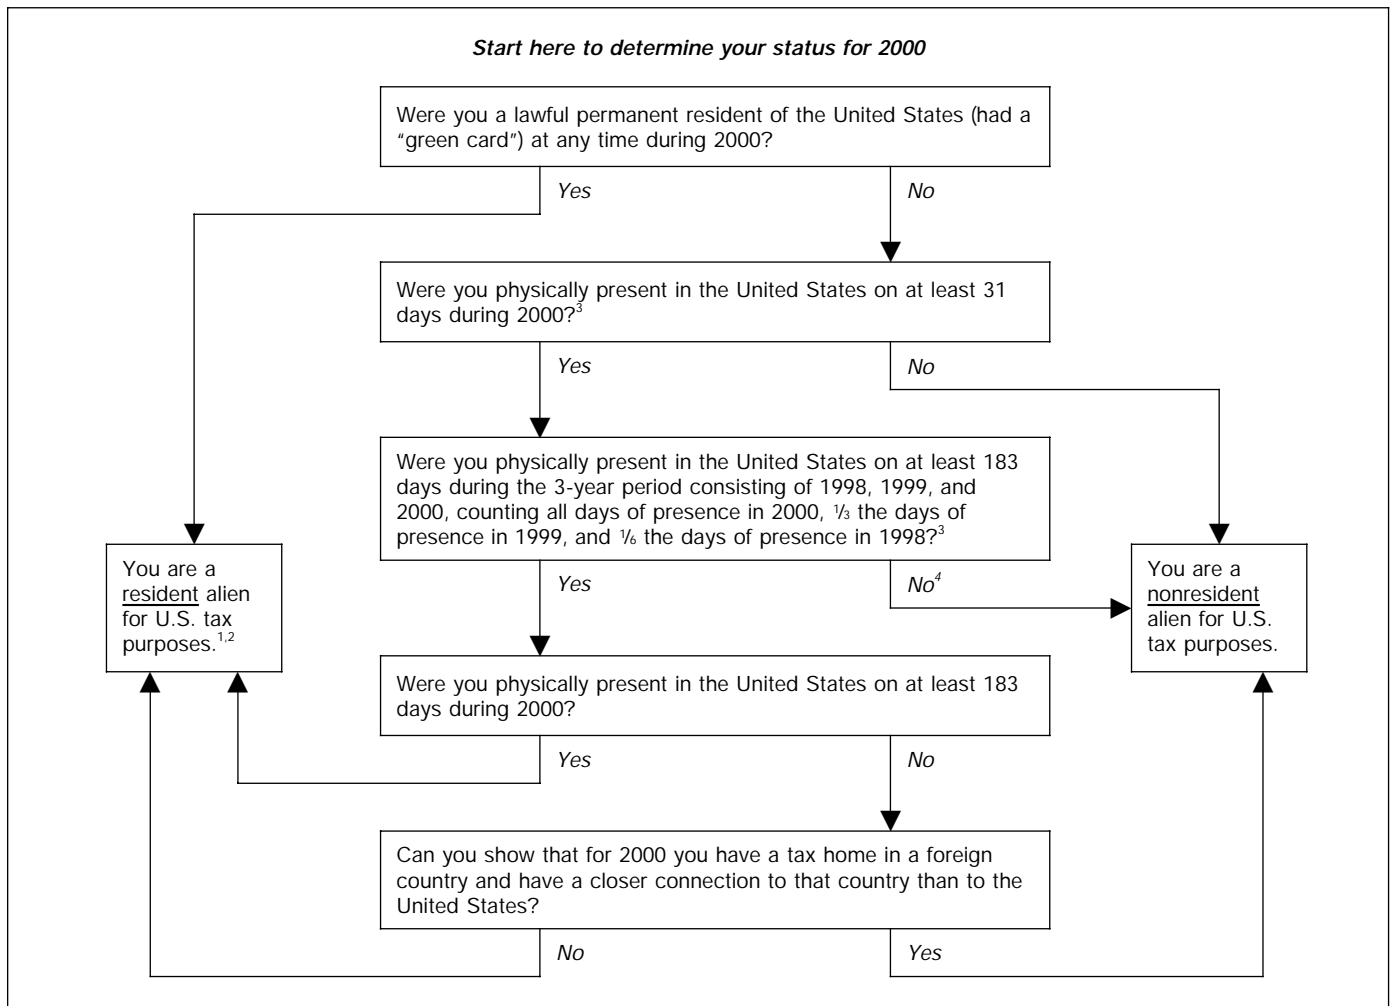 Start here to determine your status for 2000
Were you a lawful permanent resident of the United States (had a
“green card”) at any time during 2000?
Yes
No
Were you physically present in the United States on at least 31
days during 2000?³
Yes
No
Were you physically present in the United States on at least 183
days during the 3-year period consisting of 1998, 1999, and
2000, counting all days of presence in 2000, ⅓ the days of
presence in 1999, and ⅙ the days of presence in 1998?³
You are a
resident alien
for U.S. tax
purposes.¹,²
Yes
No⁴
You are a
nonresident
alien for U.S.
tax purposes.
Were you physically present in the United States on at least 183
days during 2000?
Yes
No
Can you show that for 2000 you have a tax home in a foreign
country and have a closer connection to that country than to the
United States?
No
Yes